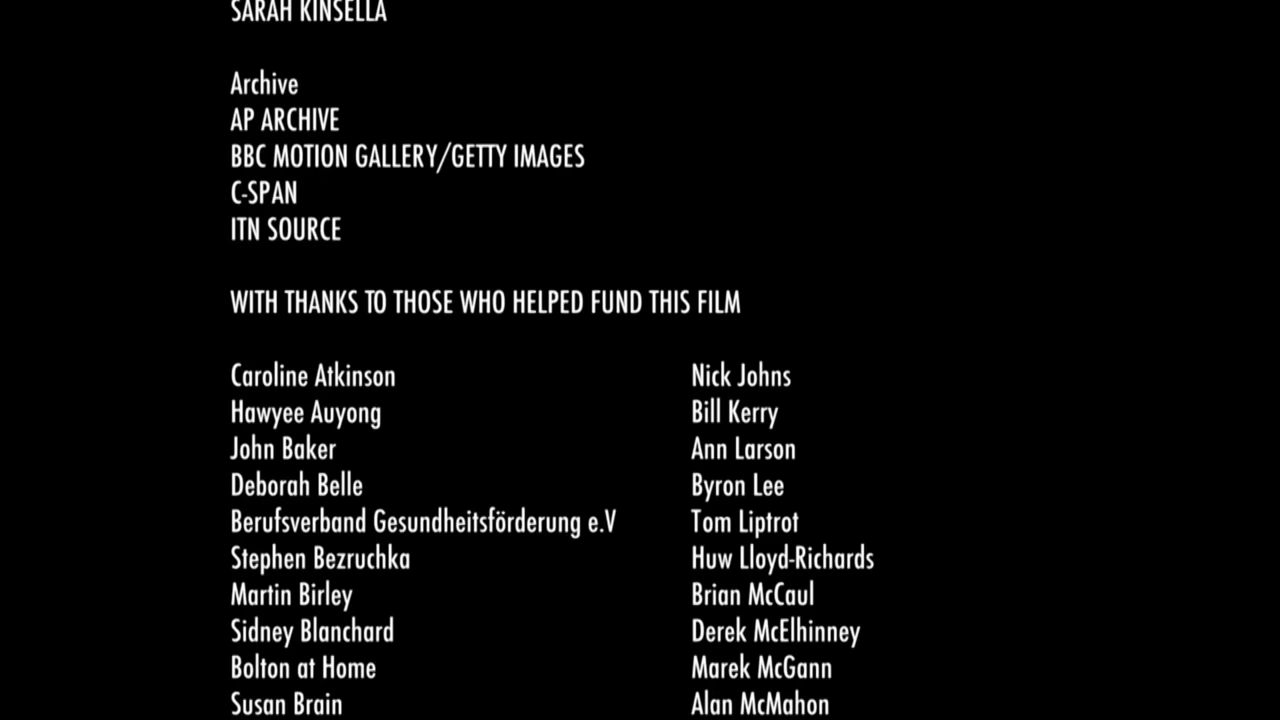 SARAH KINSELLA
Archive
AP ARCHIVE
BBC MOTION GALLERY/GETTY IMAGES
C-SPAN
ITN SOURCE
WITH THANKS TO THOSE WHO HELPED FUND THIS FILM
Caroline Atkinson
Hawyee Auyong
John Baker
Deborah Belle
Berufsverband Gesundheitsförderung e.V
Stephen Bezruchka
Martin Birley
Sidney Blanchard
Bolton at Home
Susan Brain
Nick Johns
Bill Kerry
Ann Larson
Byron Lee
Tom Liptrot
Huw Lloyd-Richards
Brian McCaul
Derek McElhinney
Marek McGann
Alan McMahon